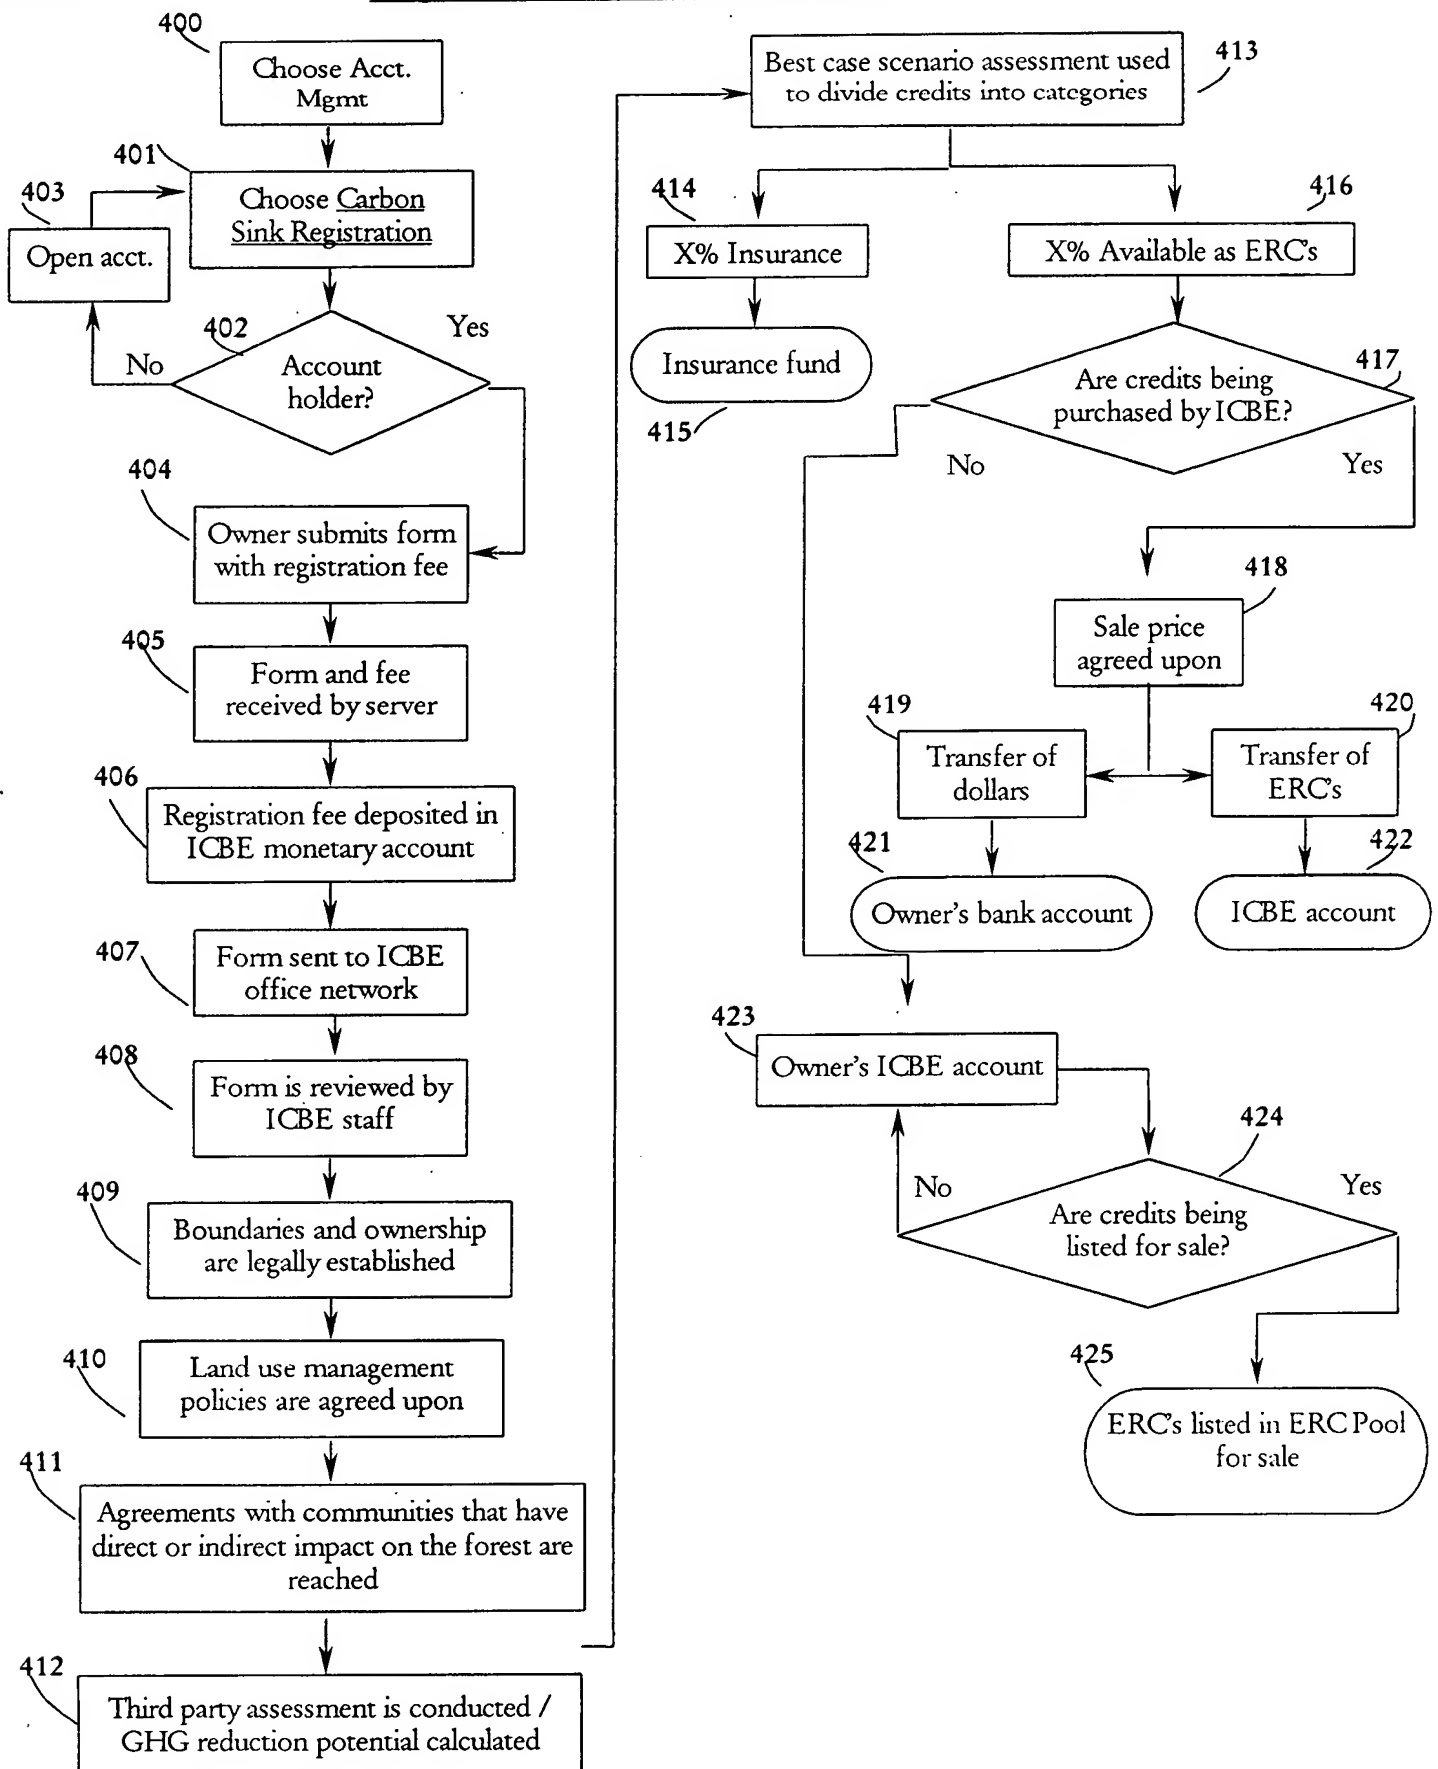 400
Choose Acct.
Mgmt
401
Choose Carbon
Sink Registration
403
Open acct.
402
Yes
No
Account
holder?
404
Owner submits form
with registration fee
405
Form and fee
received by server
406
Registration fee deposited in
ICBE monetary account
407
Form sent to ICBE
office network
408
Form is reviewed by
ICBE staff
409
Boundaries and ownership
are legally established
410
Land use management
policies are agreed upon
411
Agreements with communities that have
direct or indirect impact on the forest are
reached
412
Third party assessment is conducted /
GHG reduction potential calculated
413
Best case scenario assessment used
to divide credits into categories
414
X% Insurance
Insurance fund
415
416
X% Available as ERC's
417
Are credits being
purchased by ICBE?
No
Yes
418
Sale price
agreed upon
419
Transfer of
dollars
420
Transfer of
ERC's
421
Owner's bank account
422
ICBE account
423
Owner's ICBE account
424
No
Yes
Are credits being
listed for sale?
425
ERC's listed in ERC Pool
for sale